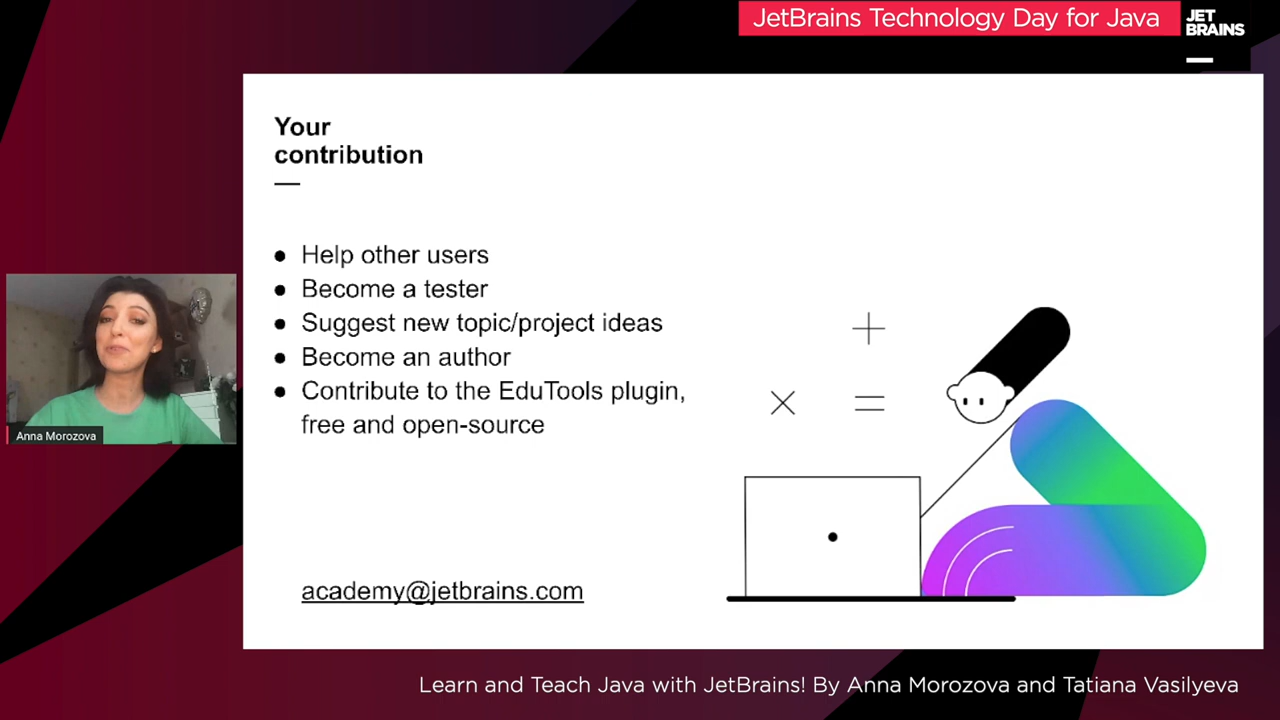 JetBrains Technology Day for Java
JET
BRAINS
Your
contribution
Help other users
Become a tester
Suggest new topic/project ideas
Become an author
Contribute to the EduTools plugin,
free and open-source
Anna Morozova
academy@jetbrains.com
Learn and Teach Java with JetBrains! By Anna Morozova and Tatiana Vasilyeva